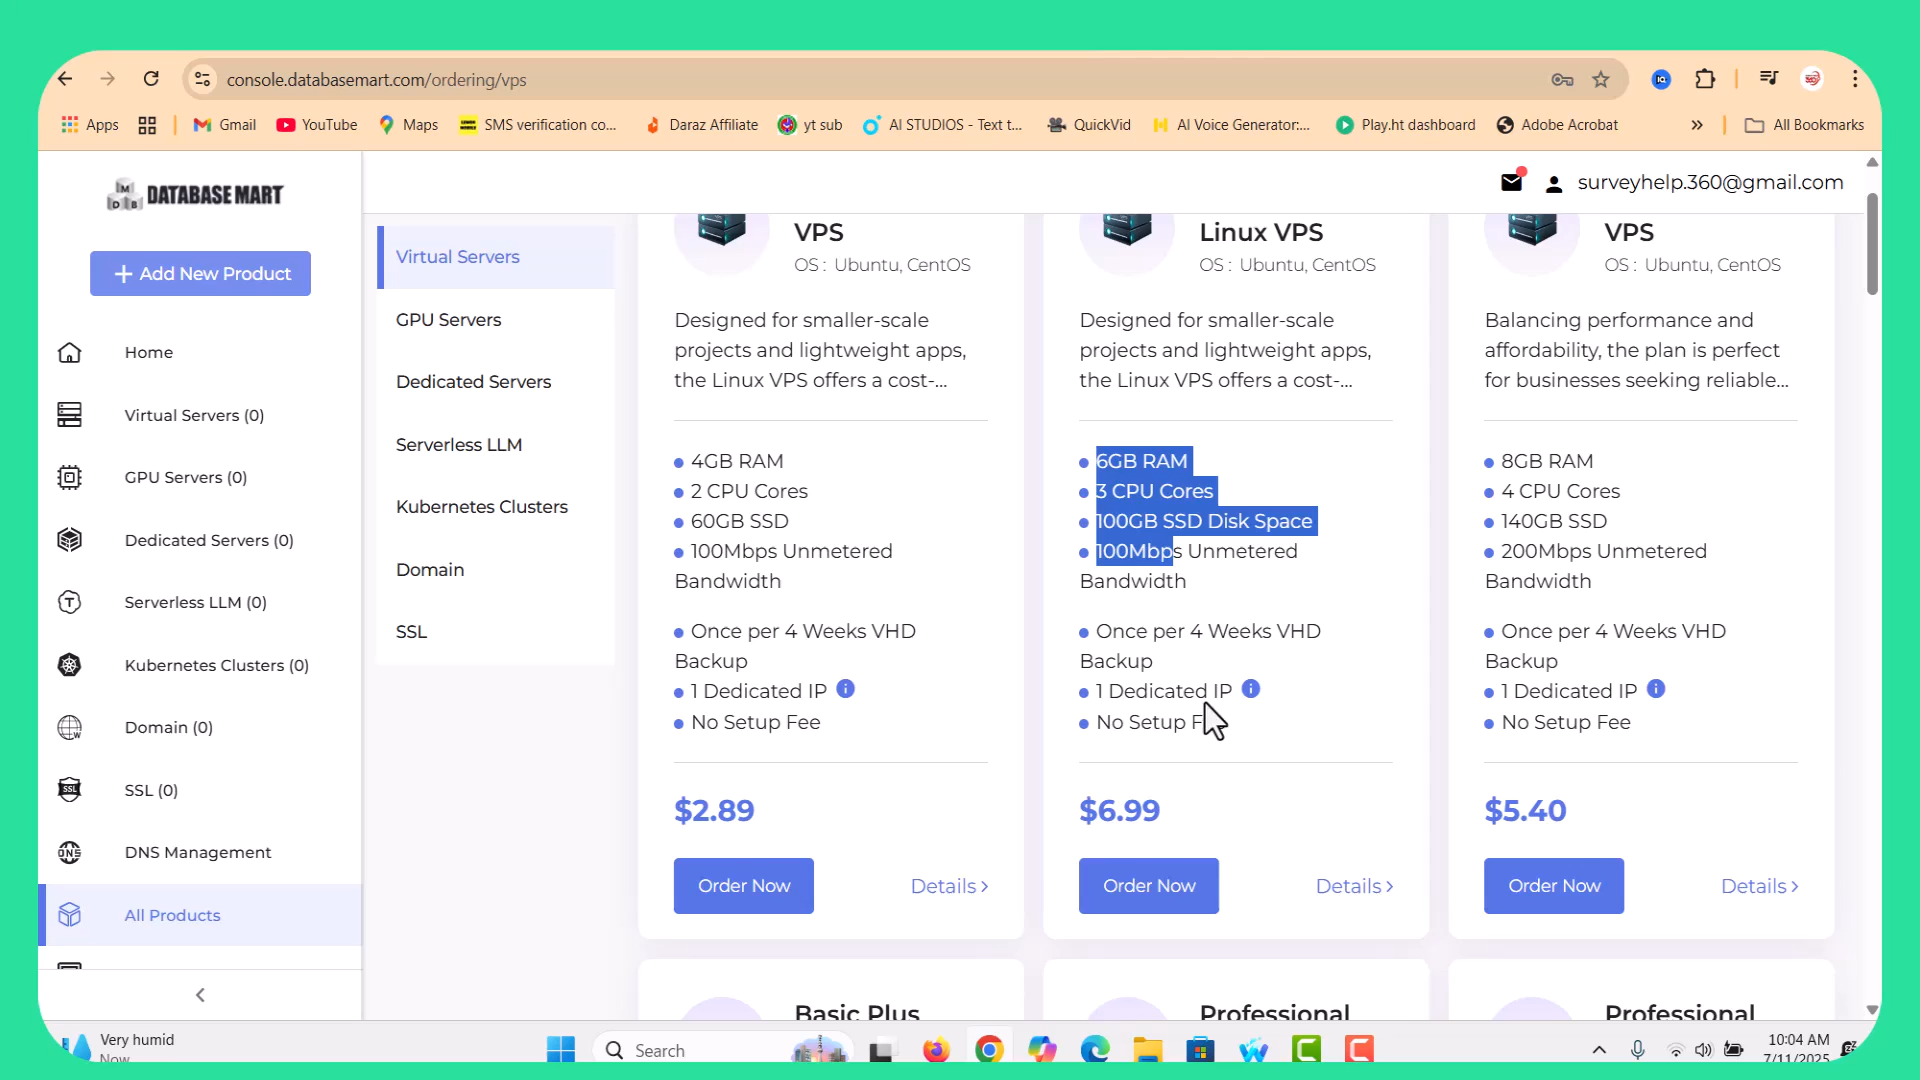 console.databasemart.com/ordering/vps
Apps
Gmail
YouTube
Maps
SMS verification co...
Daraz Affiliate
yt sub
AI STUDIOS - Text t...
QuickVid
AI Voice Generator:...
Play.ht dashboard
Adobe Acrobat
»
All Bookmarks
M
D B
DATABASE MART
surveyhelp.360@gmail.com
+ Add New Product
Home
Virtual Servers (0)
GPU Servers (0)
Dedicated Servers (0)
Serverless LLM (0)
Kubernetes Clusters (0)
Domain (0)
SSL (0)
DNS Management
All Products
Virtual Servers
GPU Servers
Dedicated Servers
Serverless LLM
Kubernetes Clusters
Domain
SSL
VPS
OS : Ubuntu, CentOS
Designed for smaller-scale
projects and lightweight apps,
the Linux VPS offers a cost-...
4GB RAM
2 CPU Cores
60GB SSD
100Mbps Unmetered
Bandwidth
Once per 4 Weeks VHD
Backup
1 Dedicated IP
No Setup Fee
$2.89
Order Now
Details >
Linux VPS
OS : Ubuntu, CentOS
Designed for smaller-scale
projects and lightweight apps,
the Linux VPS offers a cost-...
6GB RAM
3 CPU Cores
100GB SSD Disk Space
100Mbps Unmetered
Bandwidth
Once per 4 Weeks VHD
Backup
1 Dedicated IP
No Setup Fee
$6.99
Order Now
Details >
VPS
OS : Ubuntu, CentOS
Balancing performance and
affordability, the plan is perfect
for businesses seeking reliable...
8GB RAM
4 CPU Cores
140GB SSD
200Mbps Unmetered
Bandwidth
Once per 4 Weeks VHD
Backup
1 Dedicated IP
No Setup Fee
$5.40
Order Now
Details >
Basic Plus
Professional
Professional
Very humid
Now
Search
10:04 AM
7/11/2025